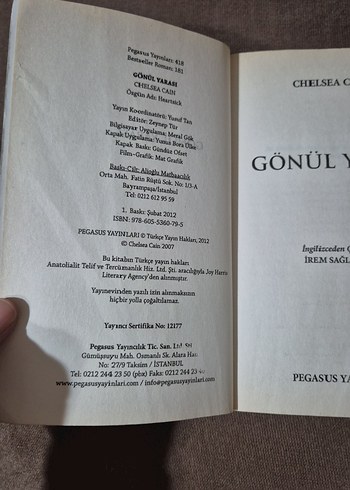 Pegasus Yayınları: 418
Bestseller Roman: 161
GÖNÜL YARASI
CHELSEA CAIN
Özgün Adı: Heartsick
Yayın Koordinatörü: Yusuf Tan
Editör: Zeynep Tür
Bilgisayar Uygulama: Meral Gök
Kapak Uygulama: Yunus Bora Ülke
Kapak Baskı: Gündüz Ofset
Film-Grafik: Mat Grafik
Baskı-Cilt: Alioğlu Matbaacılık
Orta Mah. Fatin Rüştü Sok. No: 1/3-A
Bayrampaşa/İstanbul
Tel: 0212 612 95 59
1. Baskı: Şubat 2012
ISBN: 978-605-5360-79-5
PEGASUS YAYINLARI © Türkçe Yayın Hakları, 2012
© Chelsea Cain 2007
Bu kitabın Türkçe yayın hakları
Anatolialit Telif ve Tercümanlık Hiz. Ltd. Şti. aracılığıyla Joy Harris
Literary Agency'den alınmıştır.
Yayınevinden yazılı izin alınmaksızın
hiçbir yolla çoğaltılamaz.
Yayıncı Sertifika No: 12177
Pegasus Yayıncılık Tic. San. Ltd. Şti.
Gümüşsuyu Mah. Osmanlı Sk. Alara Han
No: 27/9 Taksim / İSTANBUL
Tel: 0212 244 23 50 (pbx) Faks: 0212 244 23
www.pegasusyayinlari.com / info@pegasusyayinlari.com
CHELSEA C
GÖNÜL Y
İngilizceden Ç
İREM SAĞL
PEGASUS YA